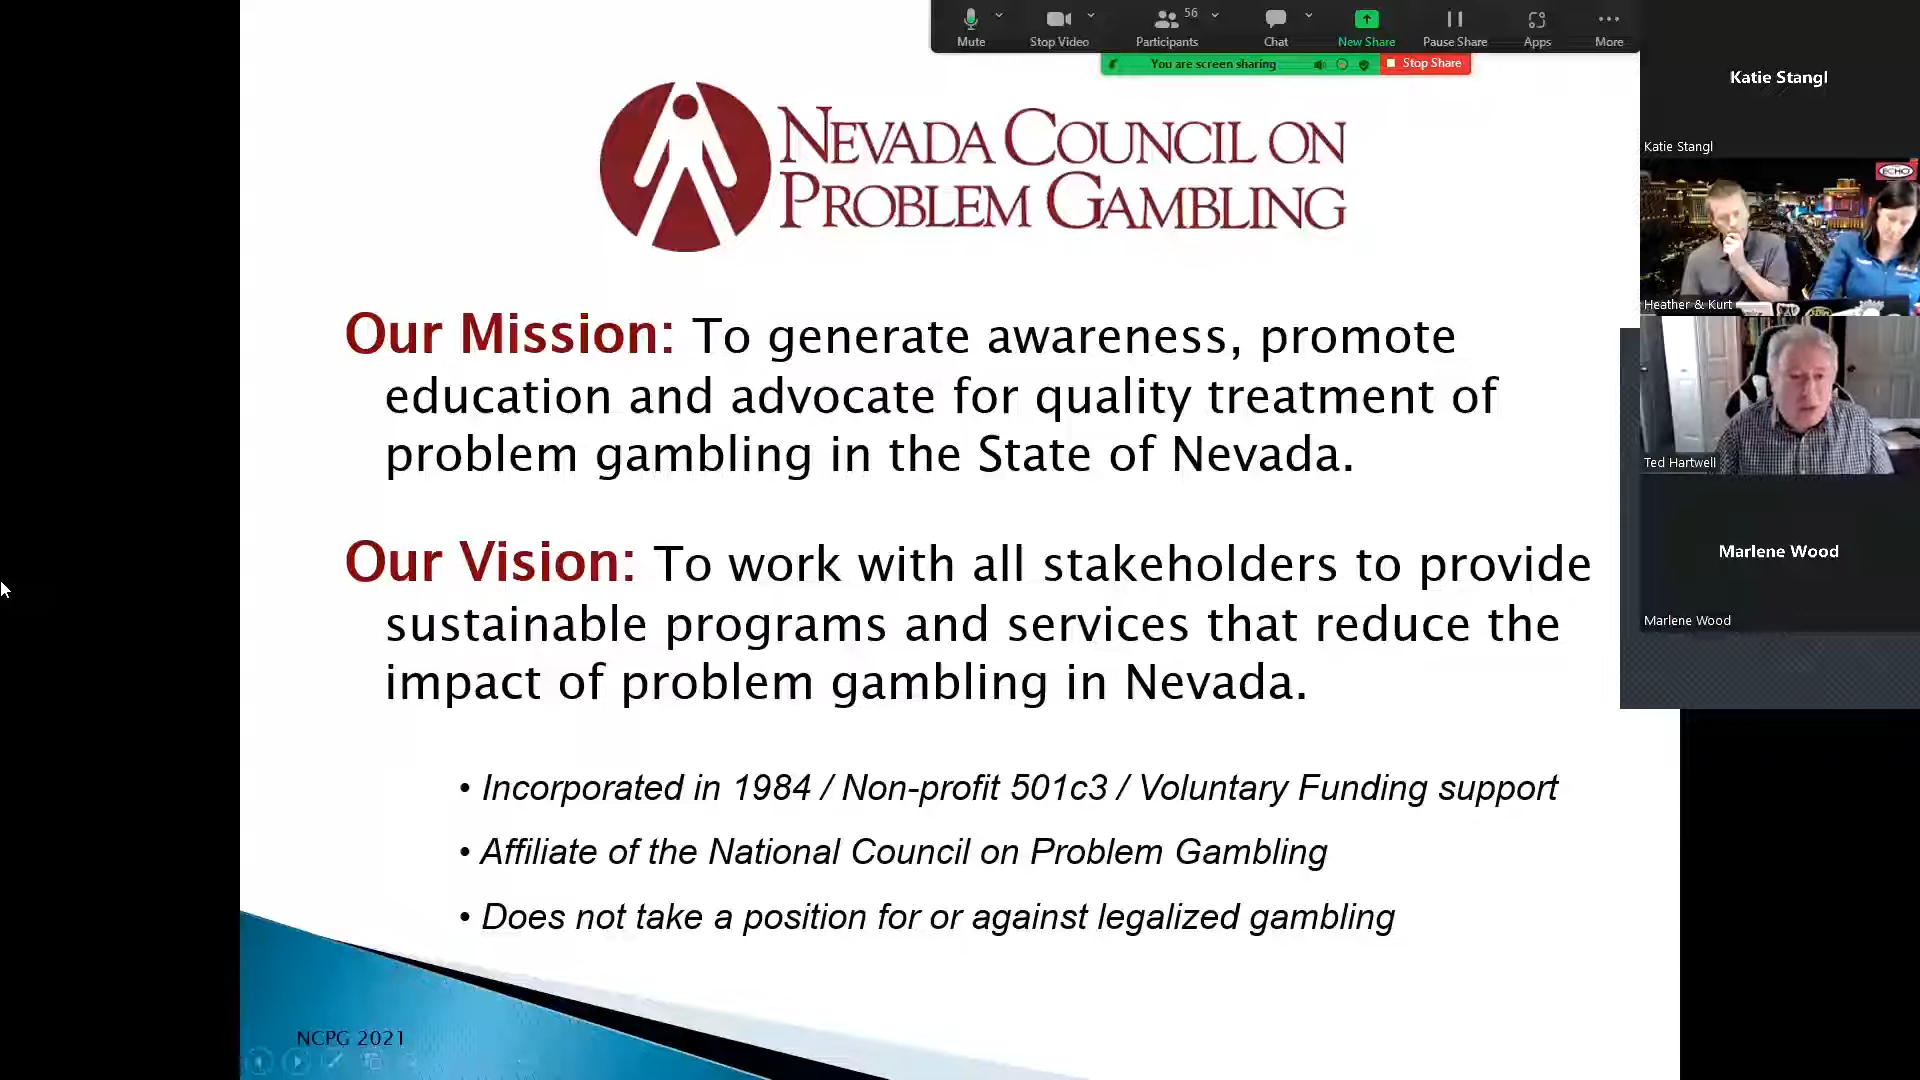 56
Mute
Stop Video
Participants
Chat
New Share
Pause Share
Apps
More
You are screen sharing
Stop Share
Katie Stangl
Katie Stangl
ECHO
Heather & Kurt
Ted Hartwell
Marlene Wood
Marlene Wood
NEVADA COUNCIL ON
PROBLEM GAMBLING
Our Mission: To generate awareness, promote
education and advocate for quality treatment of
problem gambling in the State of Nevada.
Our Vision: To work with all stakeholders to provide
sustainable programs and services that reduce the
impact of problem gambling in Nevada.
• Incorporated in 1984 / Non-profit 501c3 / Voluntary Funding support
• Affiliate of the National Council on Problem Gambling
• Does not take a position for or against legalized gambling
NCPG 2021